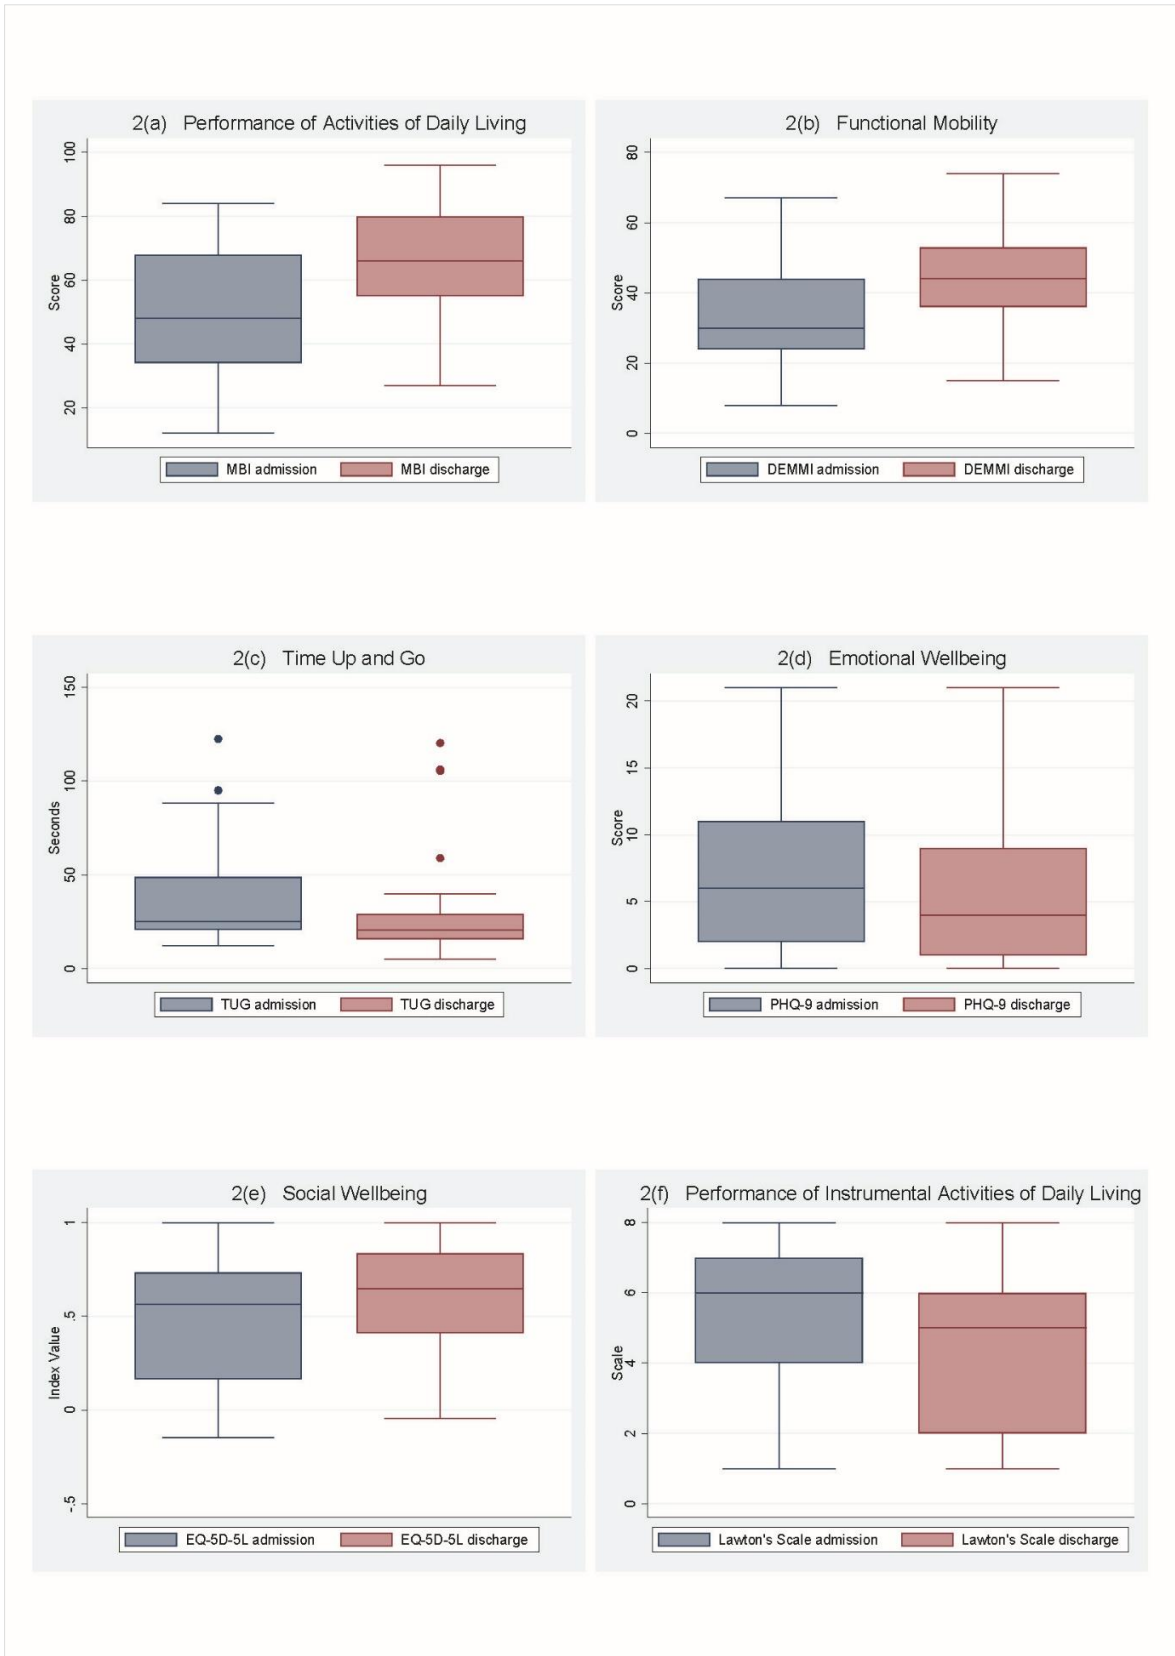 2(a) Performance of Activities of Daily Living
100
80
60
40
20
Score
MBI admission MBI discharge
2(b) Functional Mobility
80
60
40
20
0
Score
DEMMI admission DEMMI discharge
2(c) Time Up and Go
150
100
50
0
Seconds
TUG admission TUG discharge
2(d) Emotional Wellbeing
20
15
10
5
0
Score
PHQ-9 admission PHQ-9 discharge
2(e) Social Wellbeing
1
.5
0
-.5
Index Value
EQ-5D-5L admission EQ-5D-5L discharge
2(f) Performance of Instrumental Activities of Daily Living
8
6
4
2
0
Scale
Lawton's Scale admission Lawton's Scale discharge